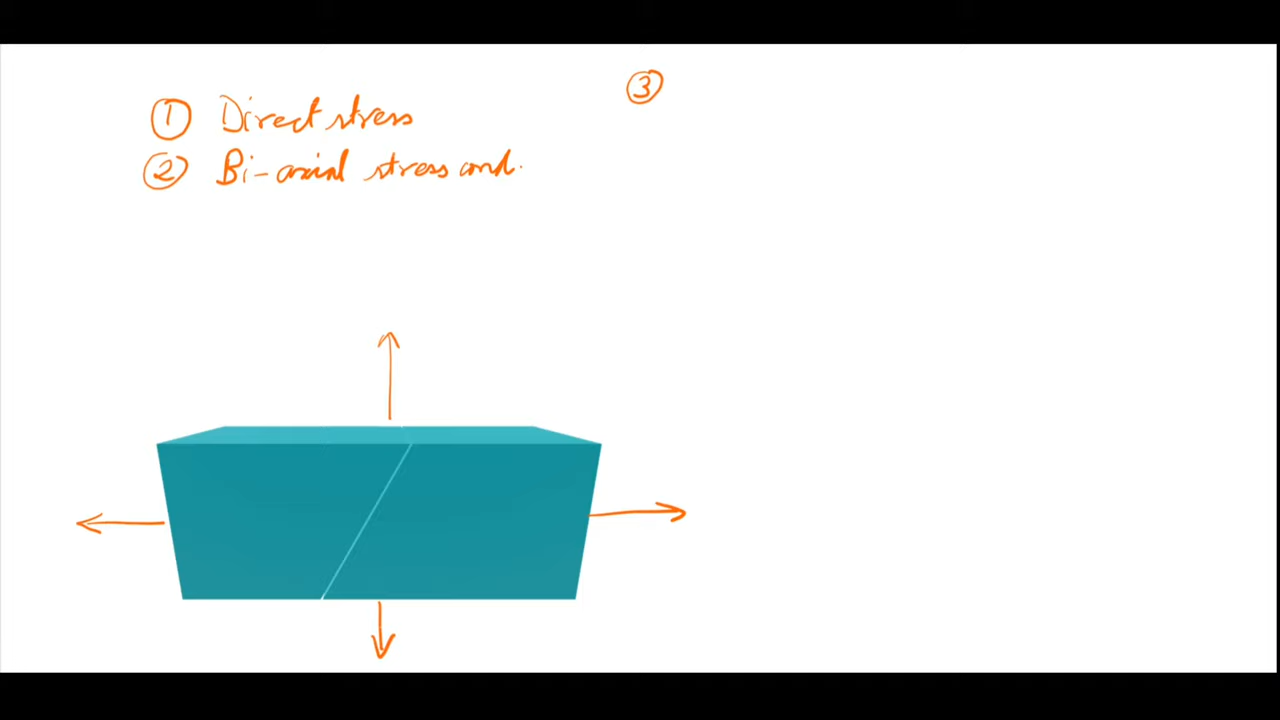 ① Direct stress
② Bi-axial stress cond.
③